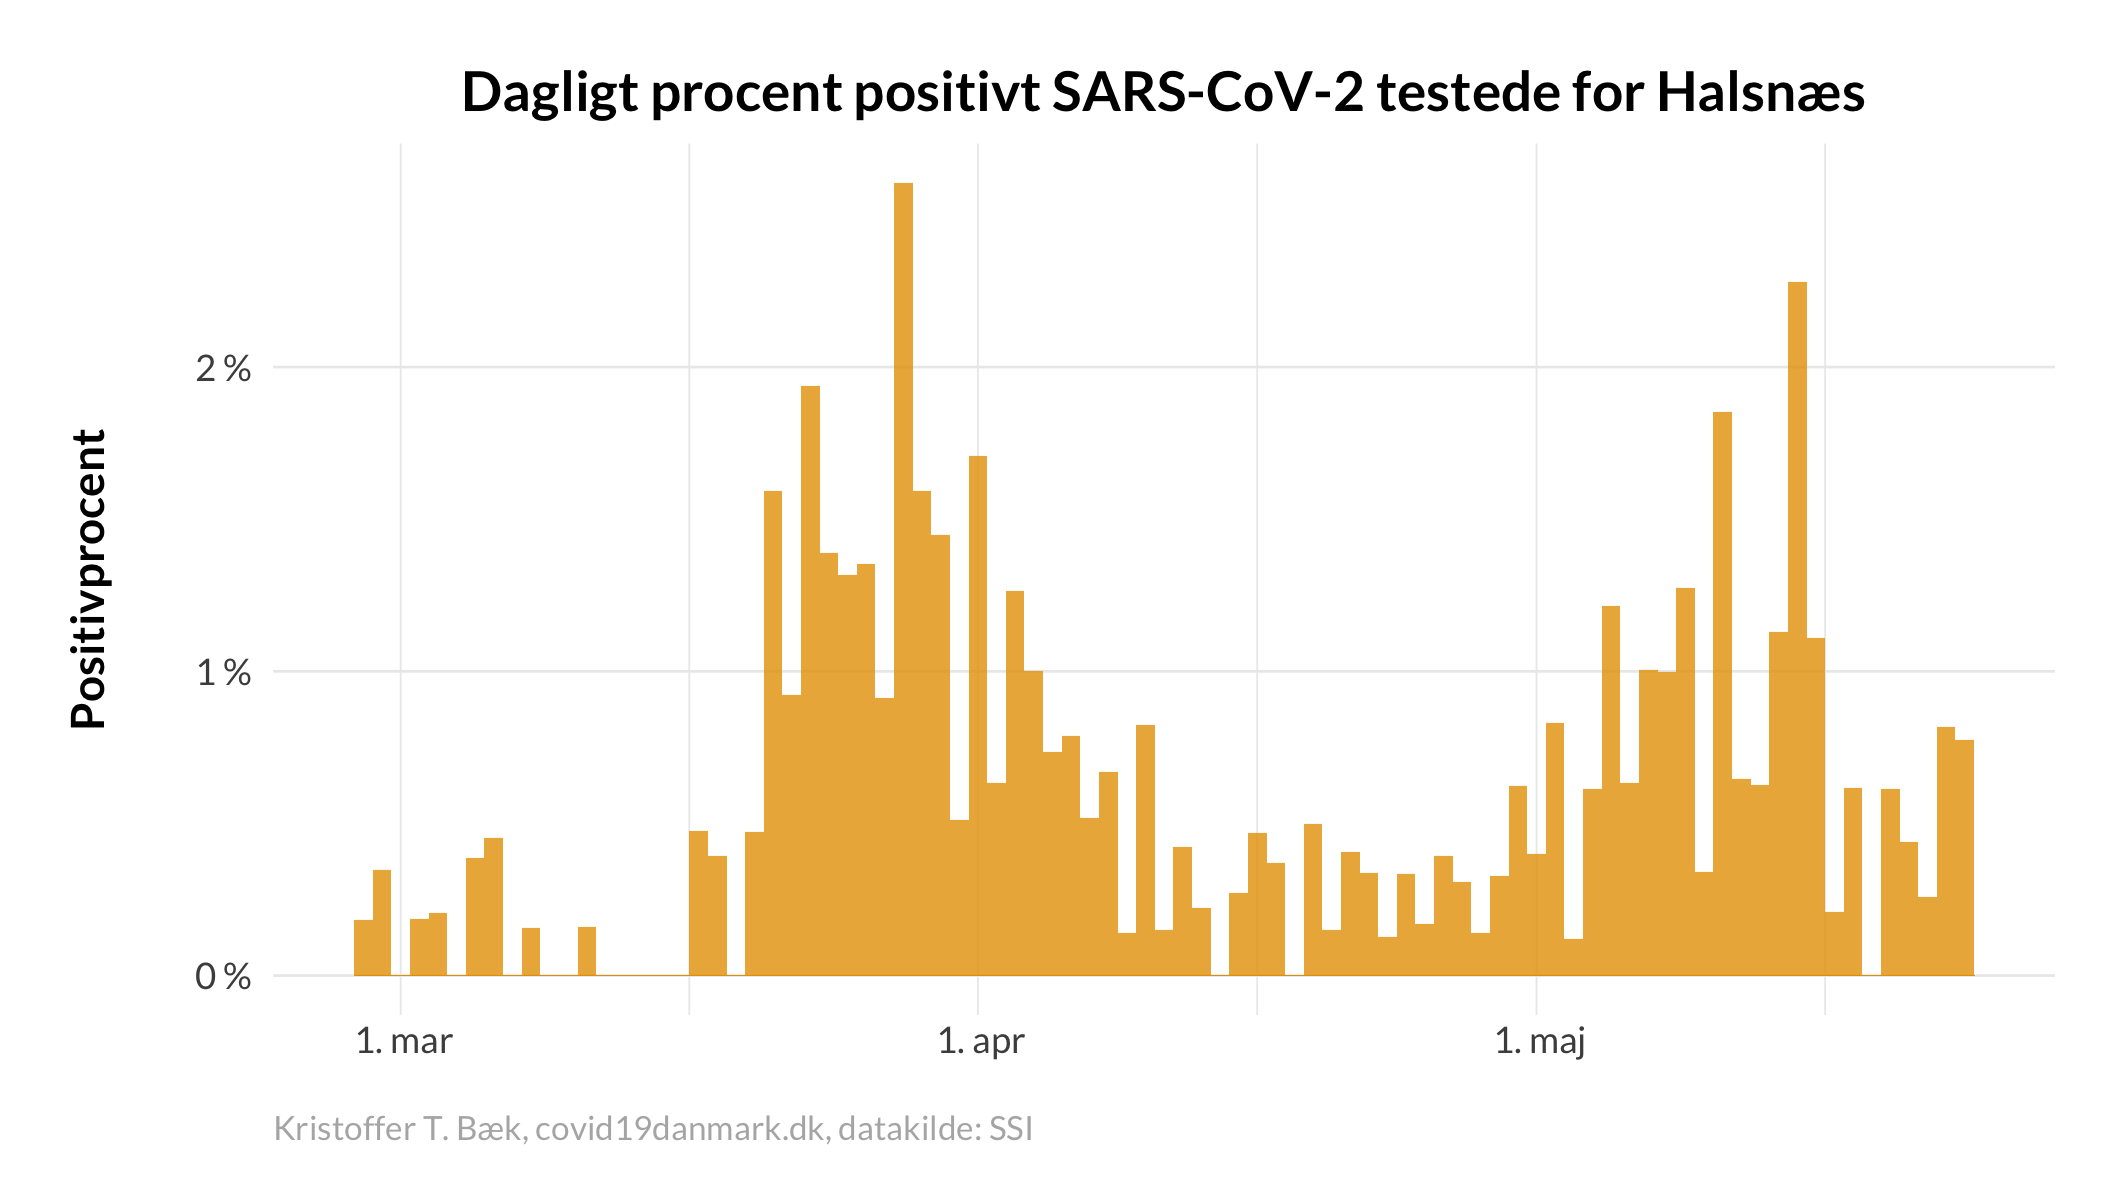 Dagligt procent positivt SARS-CoV-2 testede for Halsnæs
Positivprocent
2 %
1 %
0 %
1. mar
1. apr
1. maj
Kristoffer T. Bæk, covid19danmark.dk, datakilde: SSI